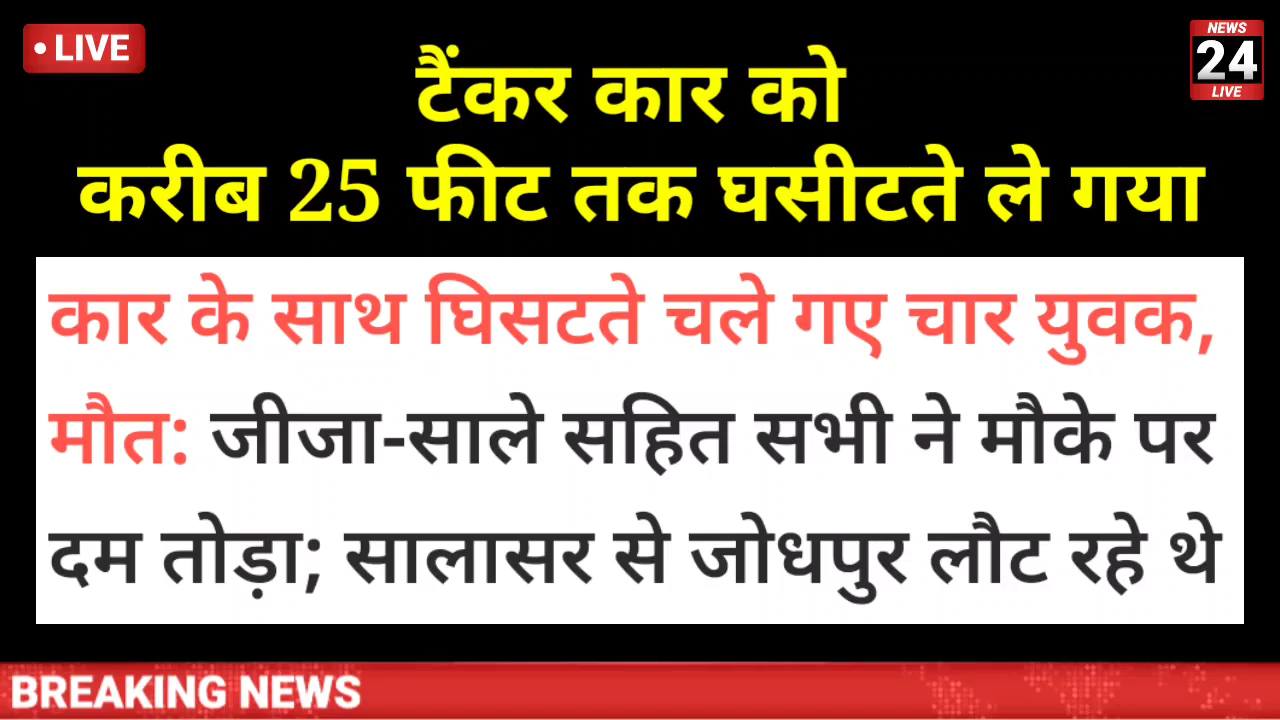 • LIVE
NEWS
24
LIVE
टैंकर कार को
करीब 25 फीट तक घसीटते ले गया
कार के साथ घिसटते चले गए चार युवक,
मौत: जीजा-साले सहित सभी ने मौके पर
दम तोड़ा; सालासर से जोधपुर लौट रहे थे
BREAKING NEWS